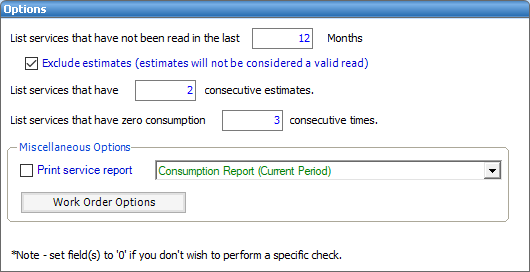 Options
List services that have not been read in the last 12 Months
Exclude estimates (estimates will not be considered a valid read)
List services that have 2 consecutive estimates.
List services that have zero consumption 3 consecutive times.
Miscellaneous Options
Print service report Consumption Report (Current Period)
Work Order Options
*Note - set field(s) to '0' if you don't wish to perform a specific check.